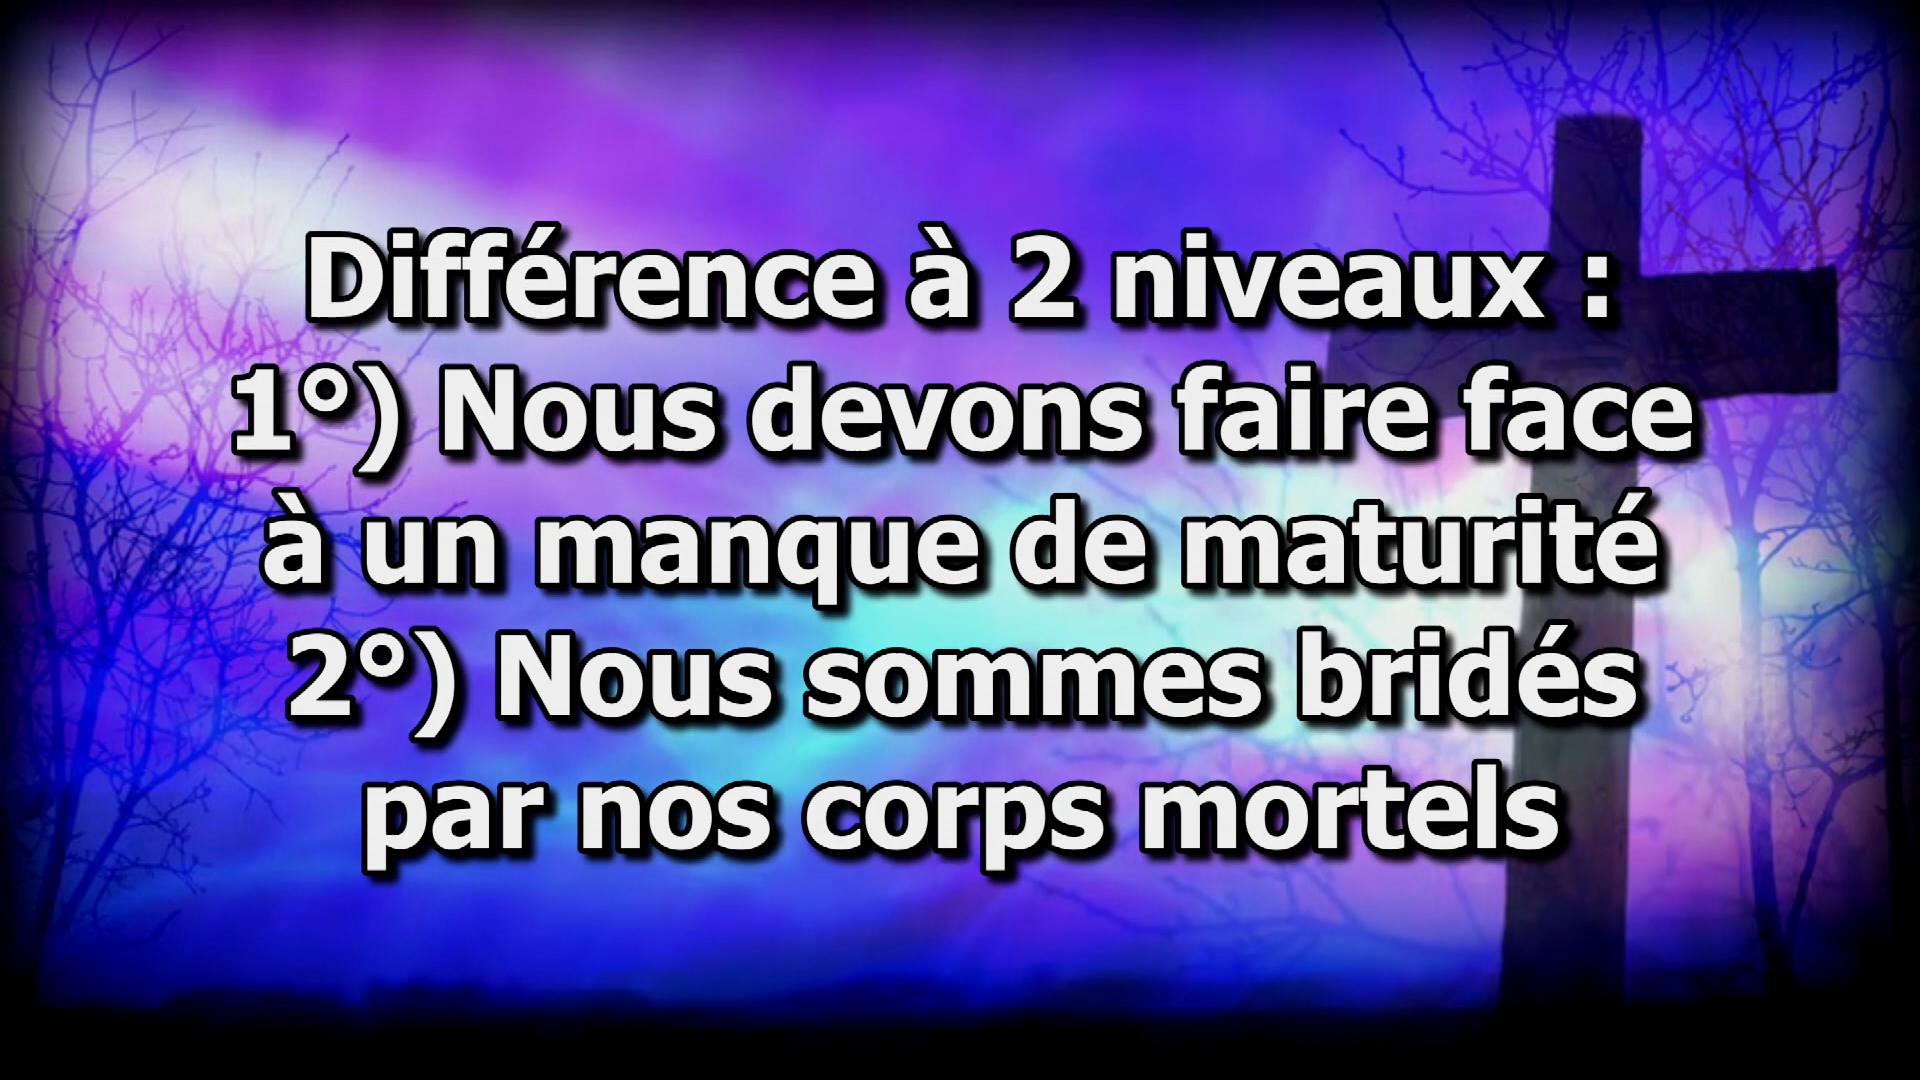 Différence à 2 niveaux :
1°) Nous devons faire face
à un manque de maturité
2°) Nous sommes bridés
par nos corps mortels